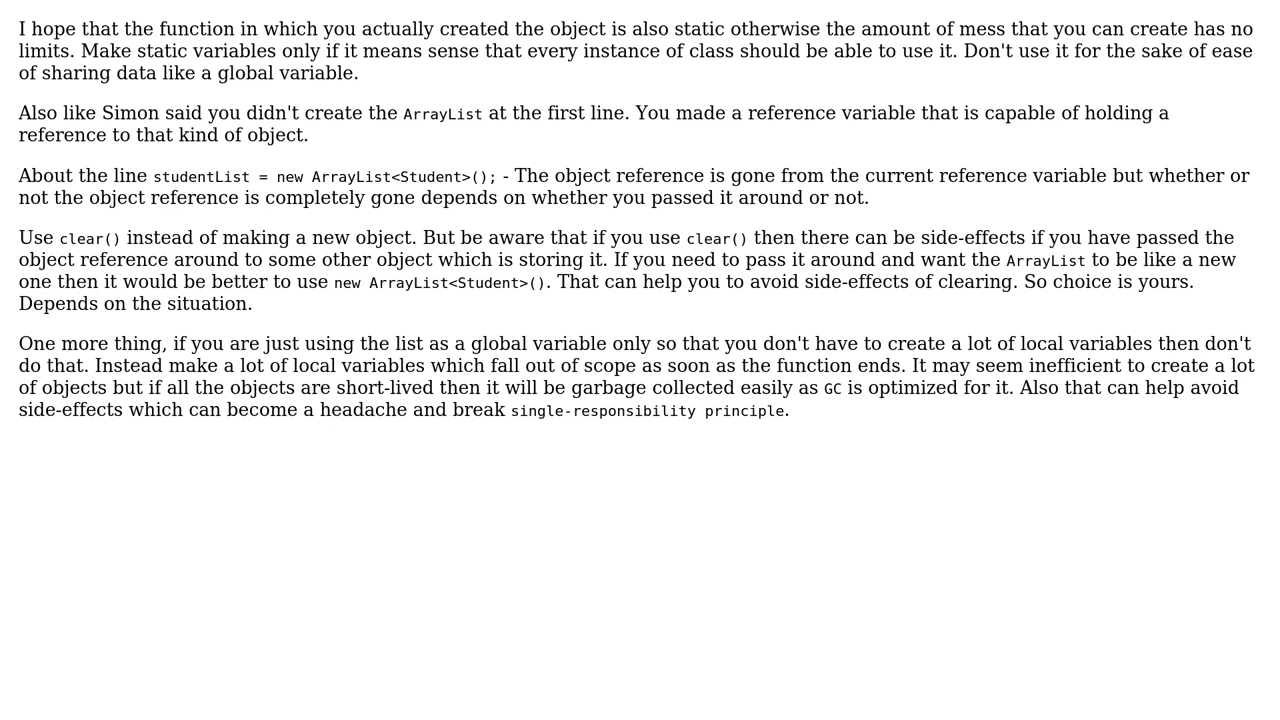 I hope that the function in which you actually created the object is also static otherwise the amount of mess that you can create has no
limits. Make static variables only if it means sense that every instance of class should be able to use it. Don't use it for the sake of ease
of sharing data like a global variable.
Also like Simon said you didn't create the ArrayList at the first line. You made a reference variable that is capable of holding a
reference to that kind of object.
About the line studentList = new ArrayList<Student>(); - The object reference is gone from the current reference variable but whether or
not the object reference is completely gone depends on whether you passed it around or not.
Use clear() instead of making a new object. But be aware that if you use clear() then there can be side-effects if you have passed the
object reference around to some other object which is storing it. If you need to pass it around and want the ArrayList to be like a new
one then it would be better to use new ArrayList<Student>(). That can help you to avoid side-effects of clearing. So choice is yours.
Depends on the situation.
One more thing, if you are just using the list as a global variable only so that you don't have to create a lot of local variables then don't
do that. Instead make a lot of local variables which fall out of scope as soon as the function ends. It may seem inefficient to create a lot
of objects but if all the objects are short-lived then it will be garbage collected easily as GC is optimized for it. Also that can help avoid
side-effects which can become a headache and break single-responsibility principle.